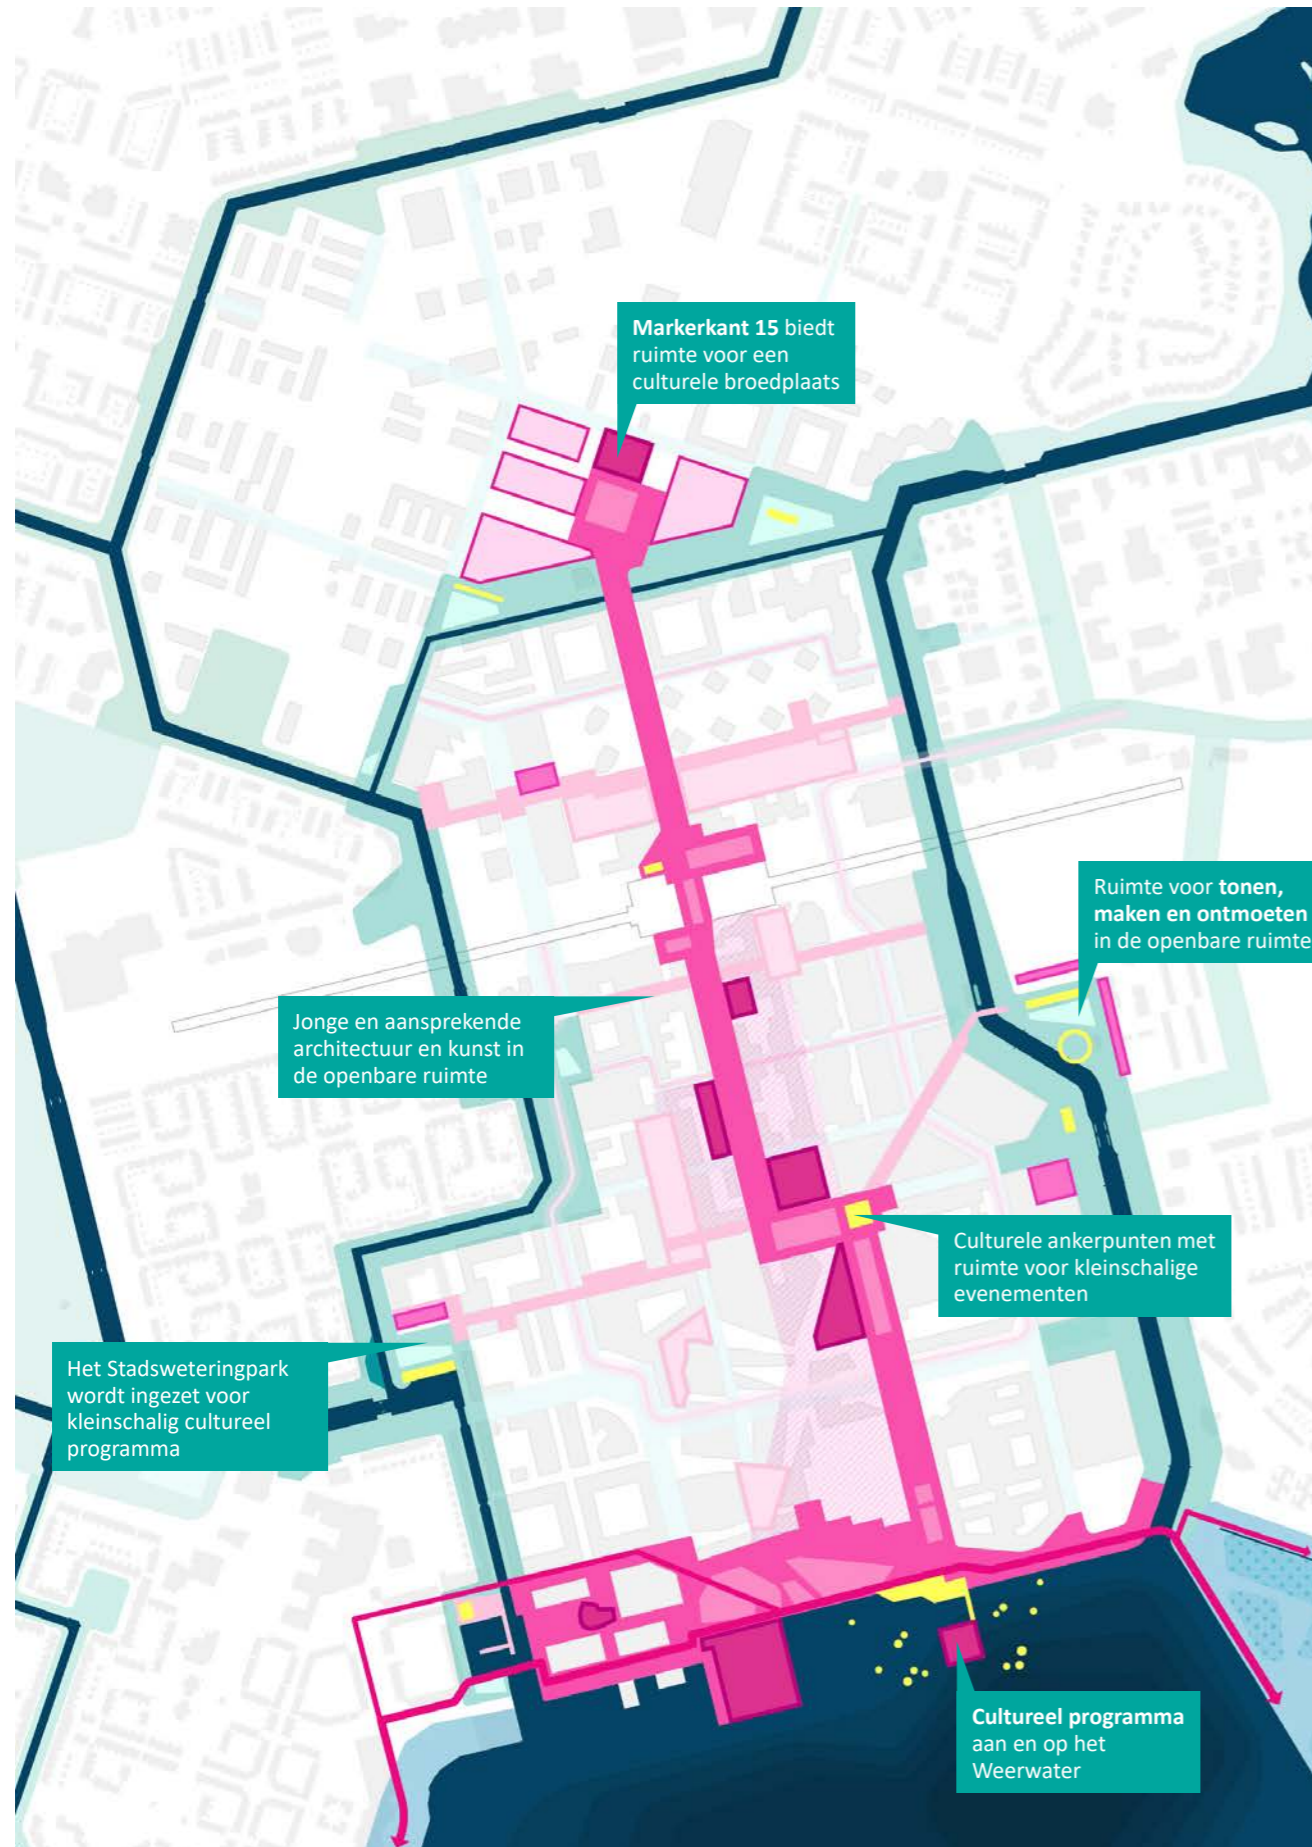 Markerkant 15 biedt
ruimte voor een
culturele broedplaats
Ruimte voor tonen,
maken en ontmoeten
in de openbare ruimte
Jonge en aansprekende
architectuur en kunst in
de openbare ruimte
Culturele ankerpunten met
ruimte voor kleinschalige
evenementen
Het Stadsweteringpark
wordt ingezet voor
kleinschalig cultureel
programma
Cultureel programma
aan en op het
Weerwater